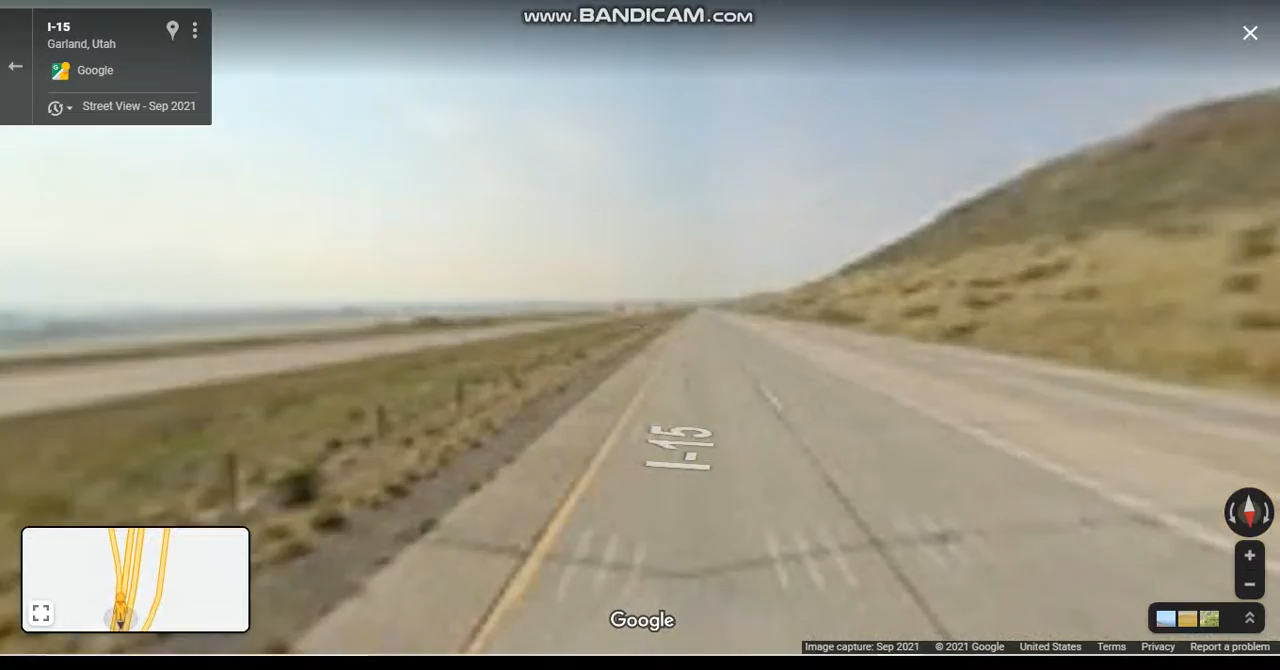 www.BANDICAM.com
I-15
Garland, Utah
Google
Street View - Sep 2021
I-15
Google
Image capture: Sep 2021 © 2021 Google United States Terms Privacy Report a problem